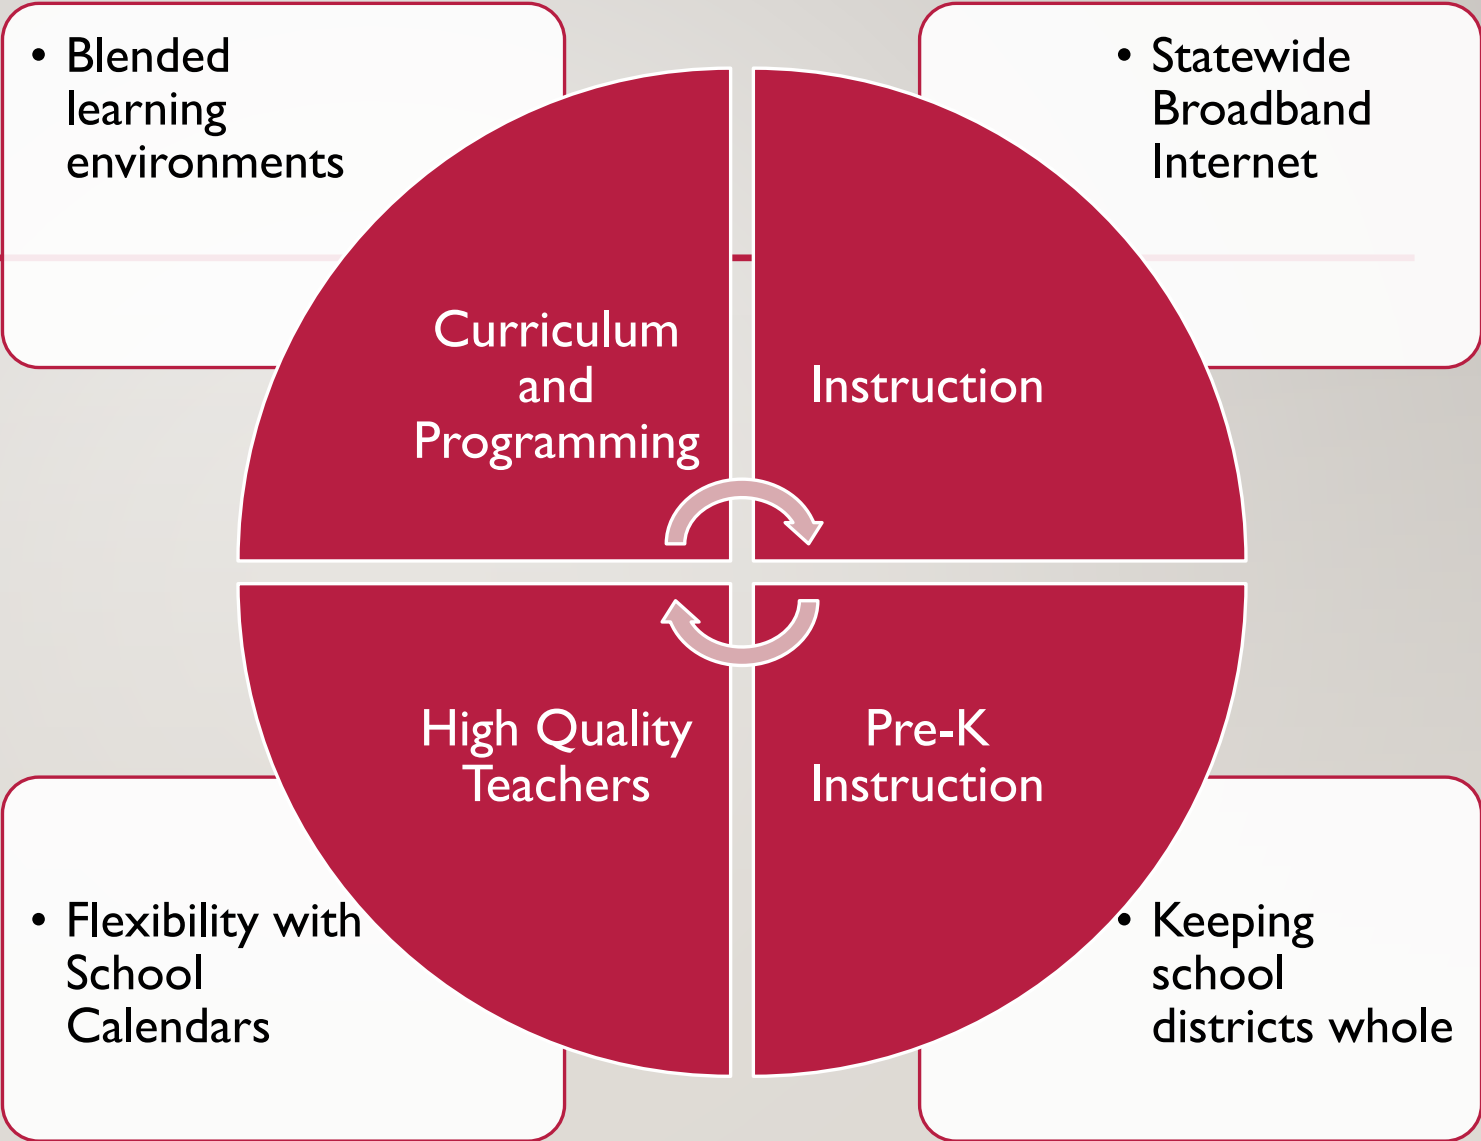 • Blended
learning
environments
• Statewide
Broadband
Internet
Curriculum
and
Programming
Instruction
High Quality
Teachers
Pre-K
Instruction
• Flexibility with
School
Calendars
• Keeping
school
districts whole